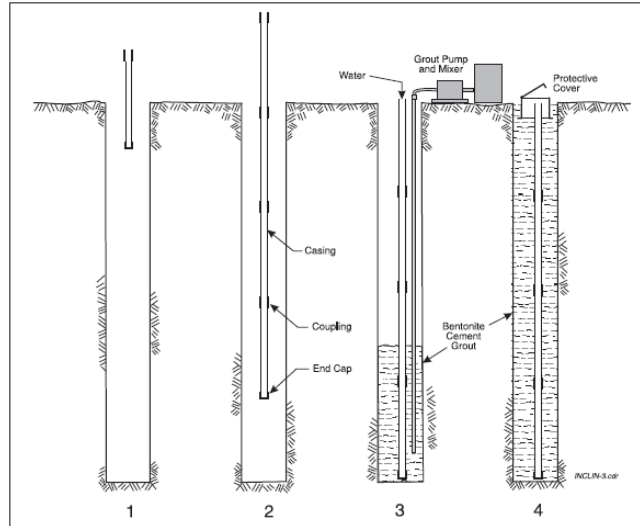 Grout Pump
and Mixer
Water
Protective
Cover
Casing
Coupling
End Cap
Bentonite
Cement
Grout
INCLIN-3.cdr
1
2
3
4